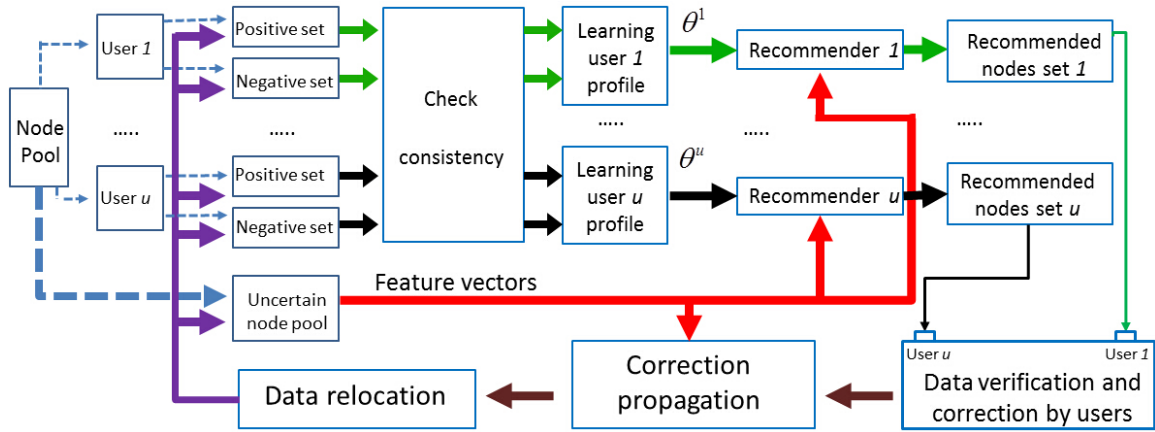 Node
Pool
User 1
…..
User u
Positive set
Negative set
…..
Positive set
Negative set
Uncertain
node pool
Check
consistency
Learning
user 1
profile
…..
Learning
user u
profile
θ¹
θᵘ
Recommender 1
…..
Recommender u
Recommended
nodes set 1
…..
Recommended
nodes set u
Feature vectors
User u
User 1
Data verification and
correction by users
Correction
propagation
Data relocation